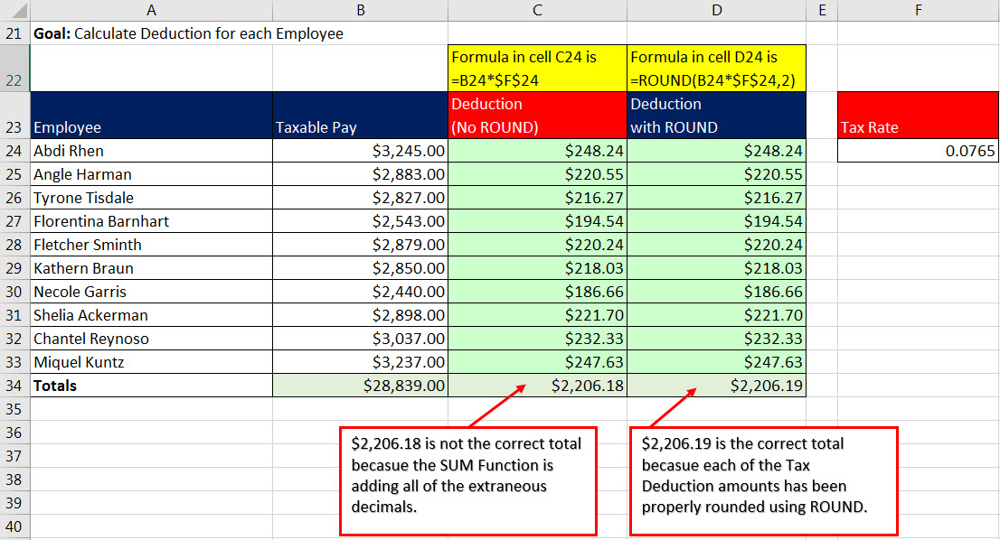 A B C D E F
21 Goal: Calculate Deduction for each Employee
22 Formula in cell C24 is
=B24*$F$24
Formula in cell D24 is
=ROUND(B24*$F$24,2)
23 Employee Taxable Pay
Deduction
(No ROUND)
Deduction
with ROUND
Tax Rate
24 Abdi Rhen $3,245.00 $248.24 $248.24 0.0765
25 Angle Harman $2,883.00 $220.55 $220.55
26 Tyrone Tisdale $2,827.00 $216.27 $216.27
27 Florentina Barnhart $2,543.00 $194.54 $194.54
28 Fletcher Sminth $2,879.00 $220.24 $220.24
29 Kathern Braun $2,850.00 $218.03 $218.03
30 Necole Garris $2,440.00 $186.66 $186.66
31 Shelia Ackerman $2,898.00 $221.70 $221.70
32 Chantel Reynoso $3,037.00 $232.33 $232.33
33 Miquel Kuntz $3,237.00 $247.63 $247.63
34 Totals $28,839.00 $2,206.18 $2,206.19
35
36
37
38
39
40
$2,206.18 is not the correct total
becasue the SUM Function is
adding all of the extraneous
decimals.
$2,206.19 is the correct total
becasue each of the Tax
Deduction amounts has been
properly rounded using ROUND.